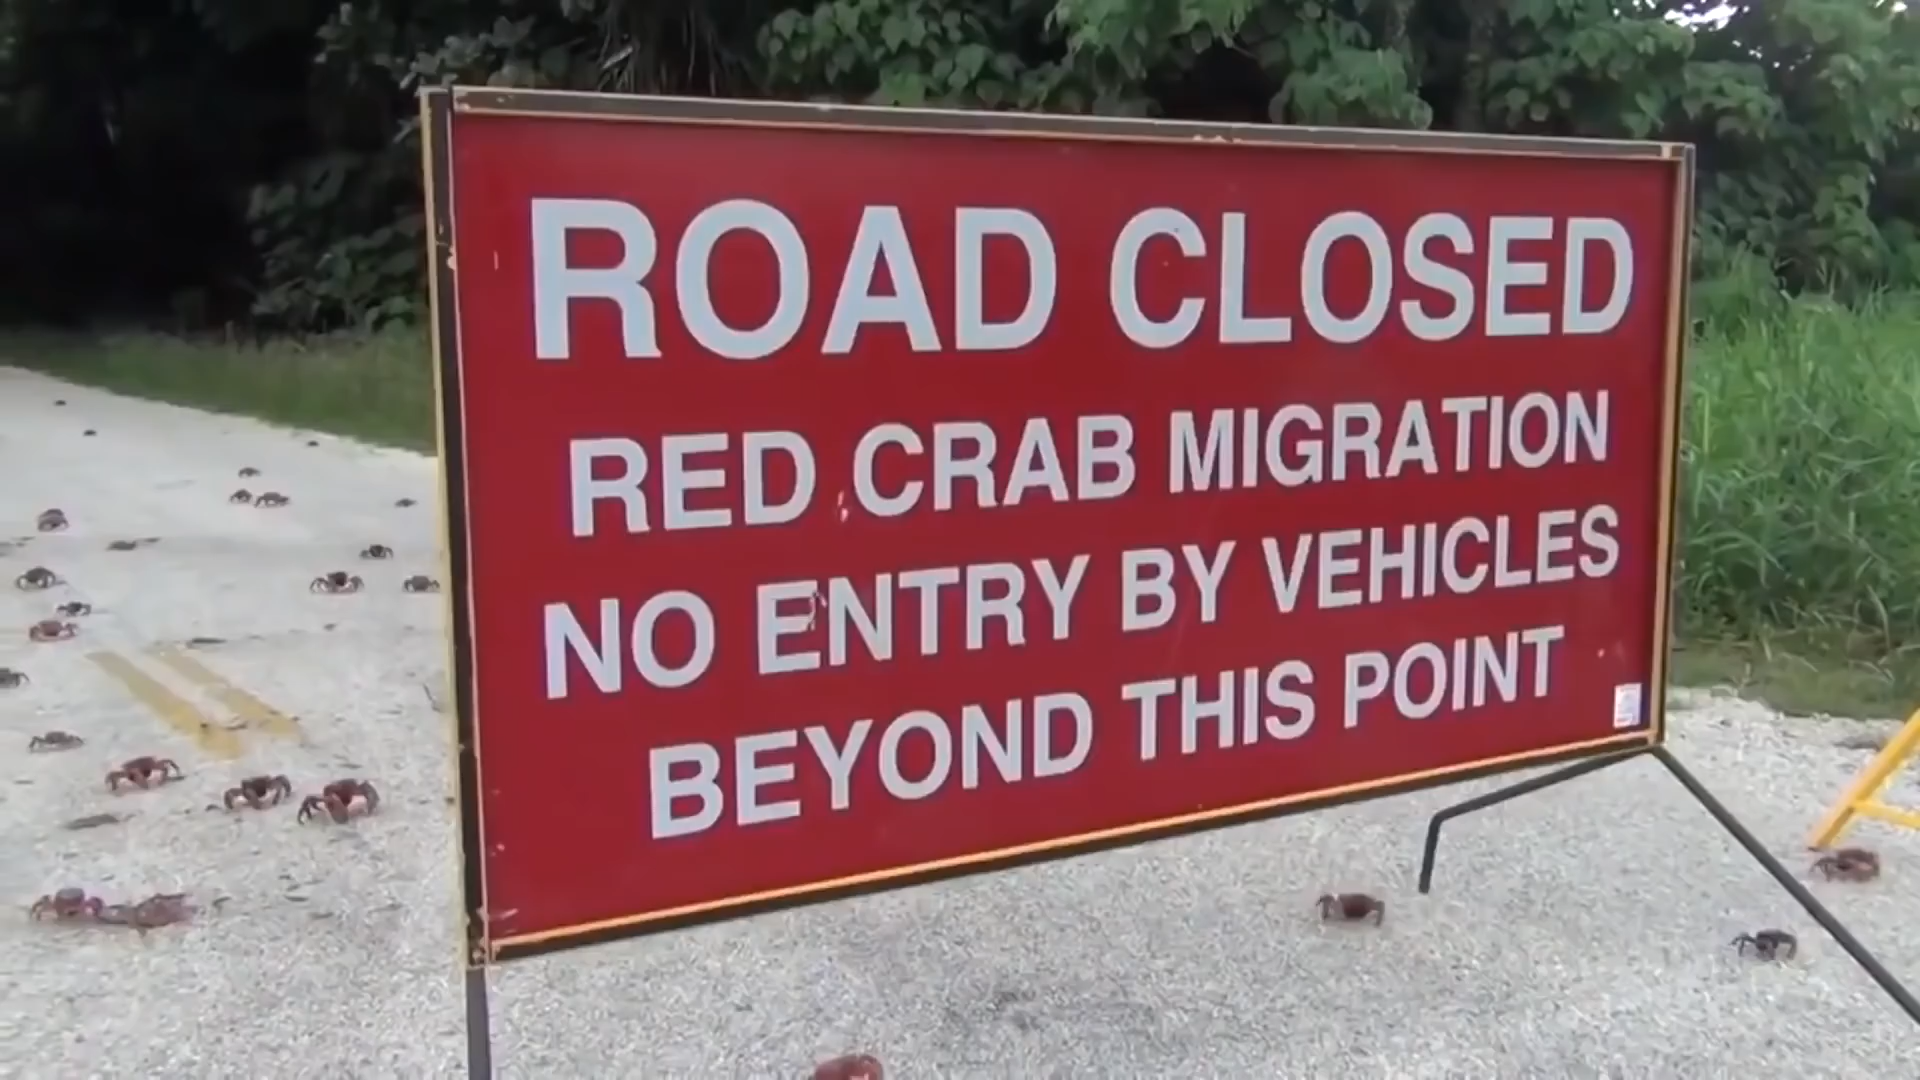 ROAD CLOSED
RED CRAB MIGRATION
NO ENTRY BY VEHICLES
BEYOND THIS POINT